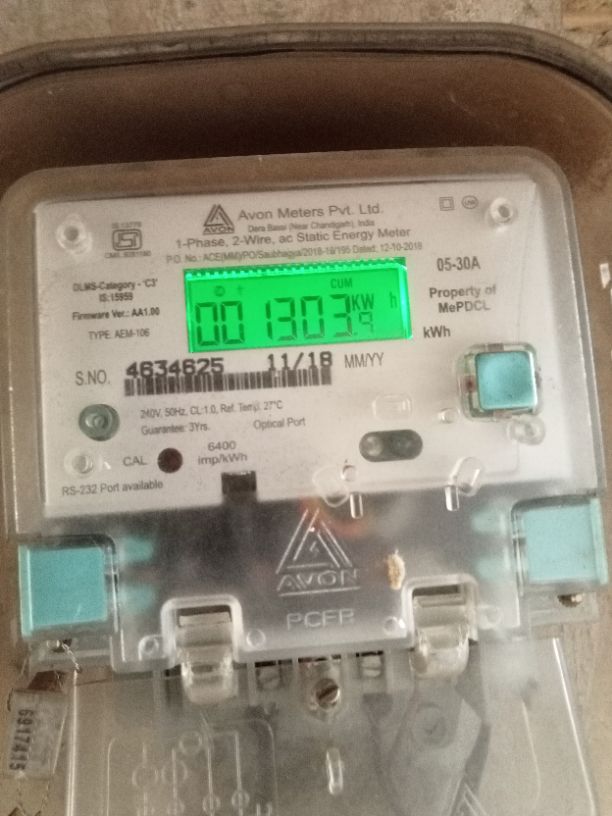 IS:13779
Avon Meters Pvt. Ltd.
AVON
Dera Bassi (Near Chandigarh), India
1-Phase, 2-Wire, ac Static Energy Meter
P.O. No.: ACE(MM)/PO/Saubhagya/2018-19/195 Dated: 12-10-2018
05-30A
DLMS-Category - 'C3'
IS:15959
Firmware Ver.: AA1.00
TYPE. AEM-106
CUM
001303.9 KW h
Property of
MePDCL
kWh
S.NO. 4634625 11/18 MM/YY
240V, 50Hz, CL:1.0, Ref. Temp. 27°C
Guarantee: 3Yrs.
Optical Port
CAL
6400
imp/kWh
RS-232 Port available
AVON
6917415